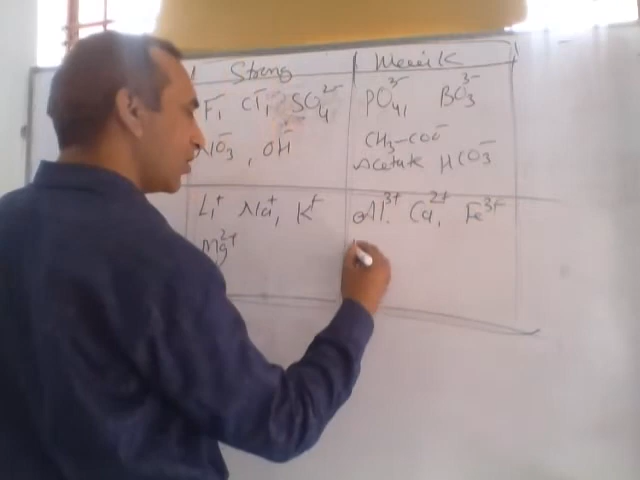 Strong Weak
F⁻, Cl⁻, SO₄²⁻ PO₄³⁻, BO₃³⁻
NO₃⁻, OH⁻ CH₃-COO⁻
Acetate HCO₃⁻
Li⁺ Na⁺, K⁺ Al³⁺. Ca²⁺, Fe³⁺
Mg²⁺